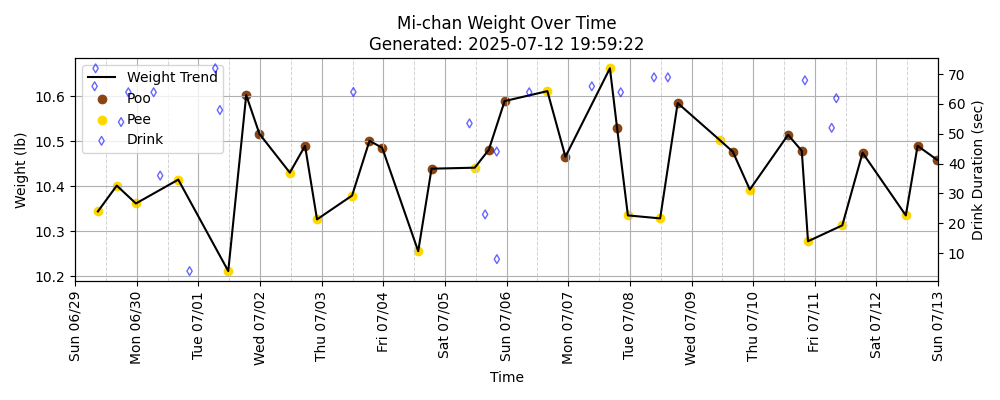 Mi-chan Weight Over Time
Generated: 2025-07-12 19:59:22
Weight Trend
Poo
Pee
Drink
Weight (lb)
10.6
10.5
10.4
10.3
10.2
Drink Duration (sec)
70
60
50
40
30
20
10
Sun 06/29
Mon 06/30
Tue 07/01
Wed 07/02
Thu 07/03
Fri 07/04
Sat 07/05
Sun 07/06
Mon 07/07
Tue 07/08
Wed 07/09
Thu 07/10
Fri 07/11
Sat 07/12
Sun 07/13
Time